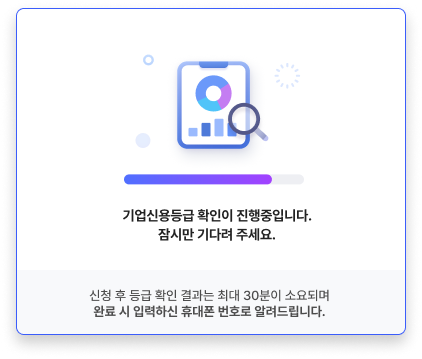 기업신용등급 확인이 진행중입니다.
잠시만 기다려 주세요.
신청 후 등급 확인 결과는 최대 30분이 소요되며
완료 시 입력하신 휴대폰 번호로 알려드립니다.